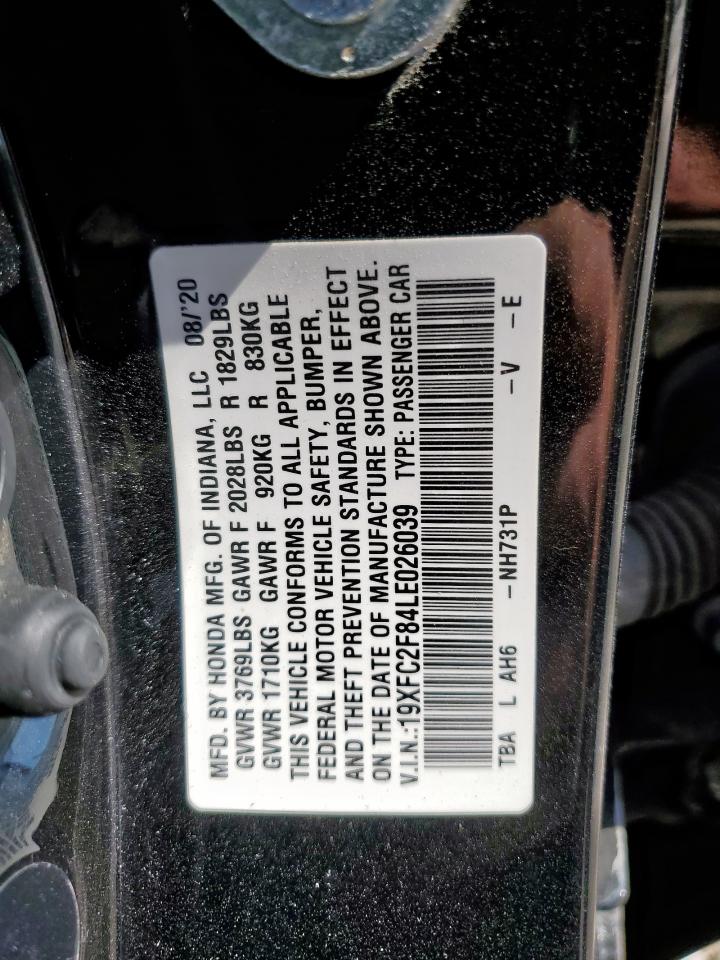 MFD. BY HONDA MFG. OF INDIANA, LLC 08/'20
GVWR 3769LBS GAWR F 2028LBS R 1829LBS
GVWR 1710KG GAWR F 920KG R 830KG
THIS VEHICLE CONFORMS TO ALL APPLICABLE
FEDERAL MOTOR VEHICLE SAFETY, BUMPER,
AND THEFT PREVENTION STANDARDS IN EFFECT
ON THE DATE OF MANUFACTURE SHOWN ABOVE.
V.I.N.:19XFC2F84LE026039 TYPE: PASSENGER CAR
TBA L AH6 -NH731P -V -E